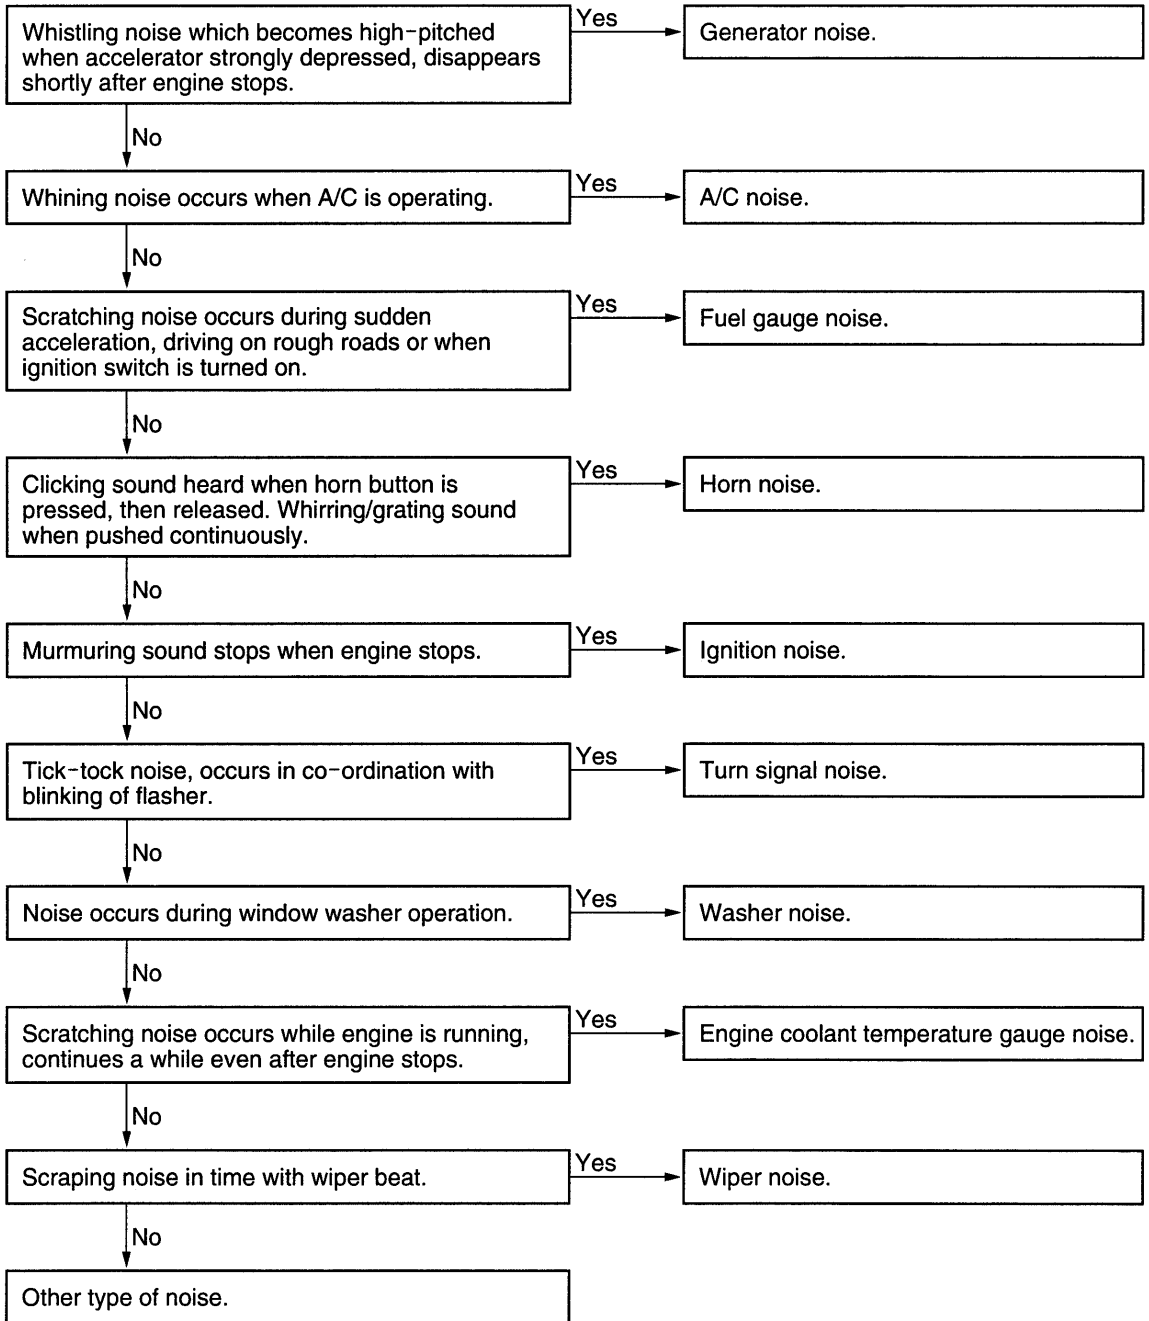 Whistling noise which becomes high-pitched
when accelerator strongly depressed, disappears
shortly after engine stops.
Yes
Generator noise.
No
Whining noise occurs when A/C is operating.
Yes
A/C noise.
No
Scratching noise occurs during sudden
acceleration, driving on rough roads or when
ignition switch is turned on.
Yes
Fuel gauge noise.
No
Clicking sound heard when horn button is
pressed, then released. Whirring/grating sound
when pushed continuously.
Yes
Horn noise.
No
Murmuring sound stops when engine stops.
Yes
Ignition noise.
No
Tick-tock noise, occurs in co-ordination with
blinking of flasher.
Yes
Turn signal noise.
No
Noise occurs during window washer operation.
Yes
Washer noise.
No
Scratching noise occurs while engine is running,
continues a while even after engine stops.
Yes
Engine coolant temperature gauge noise.
No
Scraping noise in time with wiper beat.
Yes
Wiper noise.
No
Other type of noise.